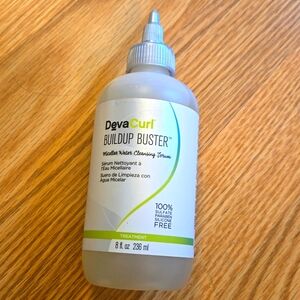 DevaCurl
BUILDUP BUSTER™
Micellar Water Cleansing Serum
Sérum Nettoyant à
l'Eau Micellaire
Suero de Limpieza con
Agua Micelar
100%
SULFATE
PARABEN
SILICONE
FREE
TREATMENT
8 fl. oz 236 ml